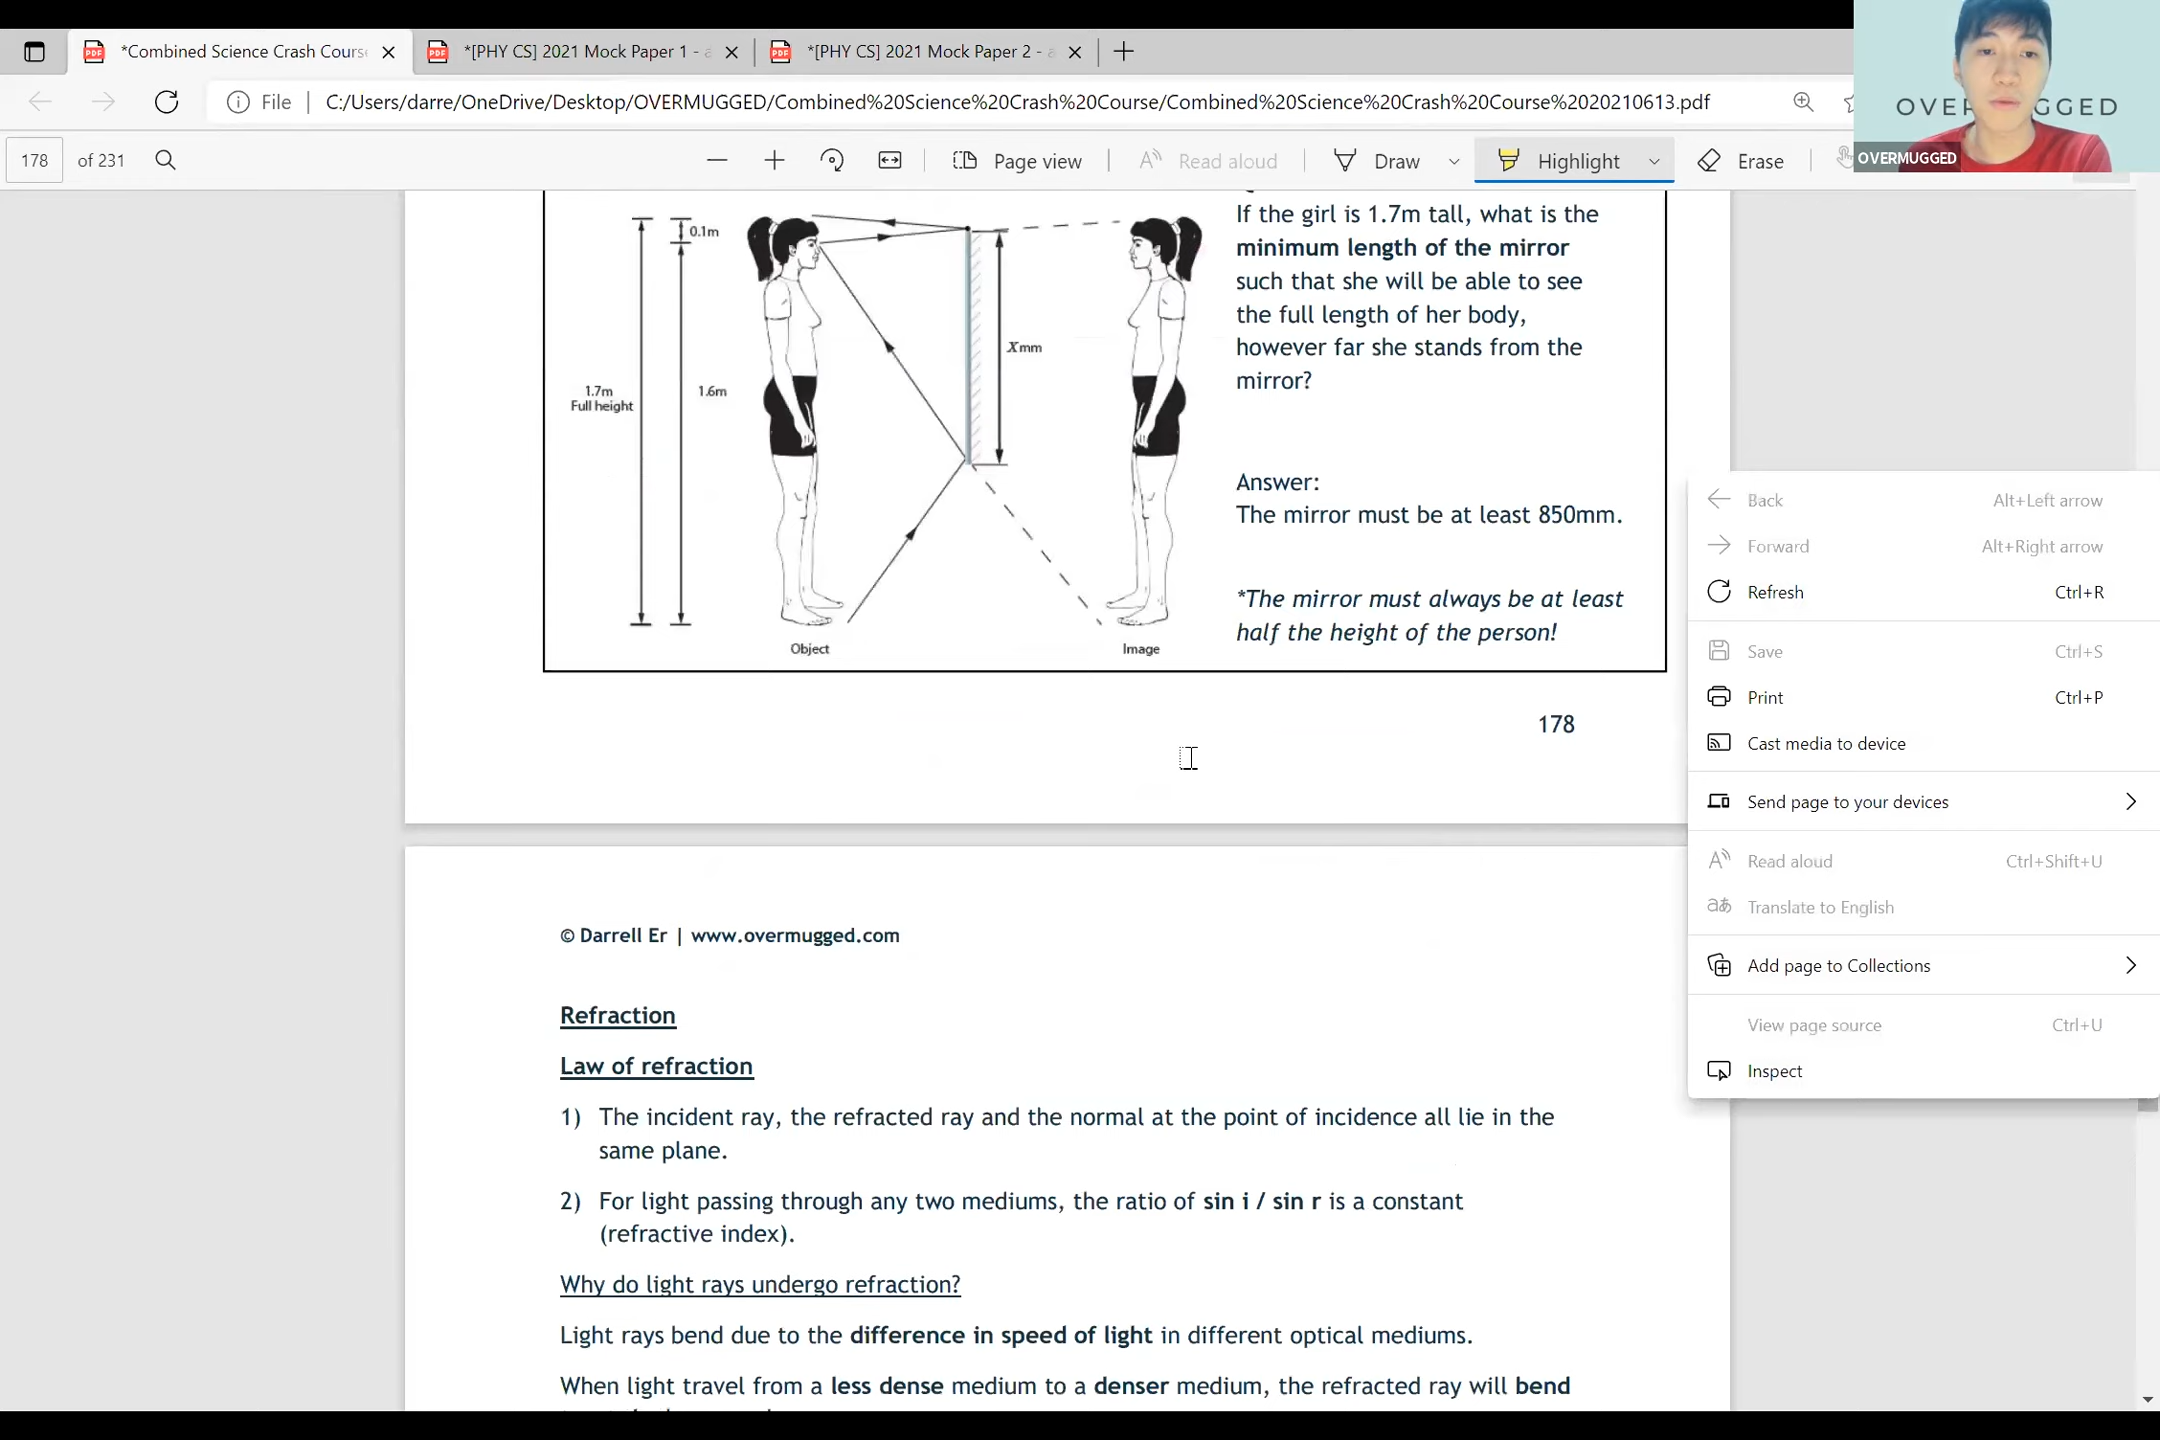 *Combined Science Crash Cours
*[PHY CS] 2021 Mock Paper 1 - a
*[PHY CS] 2021 Mock Paper 2 - a
File
C:/Users/darre/OneDrive/Desktop/OVERMUGGED/Combined%20Science%20Crash%20Course/Combined%20Science%20Crash%20Course%2020210613.pdf
OVERMUGGED
OVERMUGGED
178 of 231
Page view
Read aloud
Draw
Highlight
Erase
0.1m
1.7m
Full height
1.6m
Xmm
Object
Image
If the girl is 1.7m tall, what is the
minimum length of the mirror
such that she will be able to see
the full length of her body,
however far she stands from the
mirror?
Answer:
The mirror must be at least 850mm.
*The mirror must always be at least
half the height of the person!
178
© Darrell Er | www.overmugged.com
Refraction
Law of refraction
1) The incident ray, the refracted ray and the normal at the point of incidence all lie in the
same plane.
2) For light passing through any two mediums, the ratio of sin i / sin r is a constant
(refractive index).
Why do light rays undergo refraction?
Light rays bend due to the difference in speed of light in different optical mediums.
When light travel from a less dense medium to a denser medium, the refracted ray will bend
Back Alt+Left arrow
Forward Alt+Right arrow
Refresh Ctrl+R
Save Ctrl+S
Print Ctrl+P
Cast media to device
Send page to your devices
Read aloud Ctrl+Shift+U
Translate to English
Add page to Collections
View page source Ctrl+U
Inspect